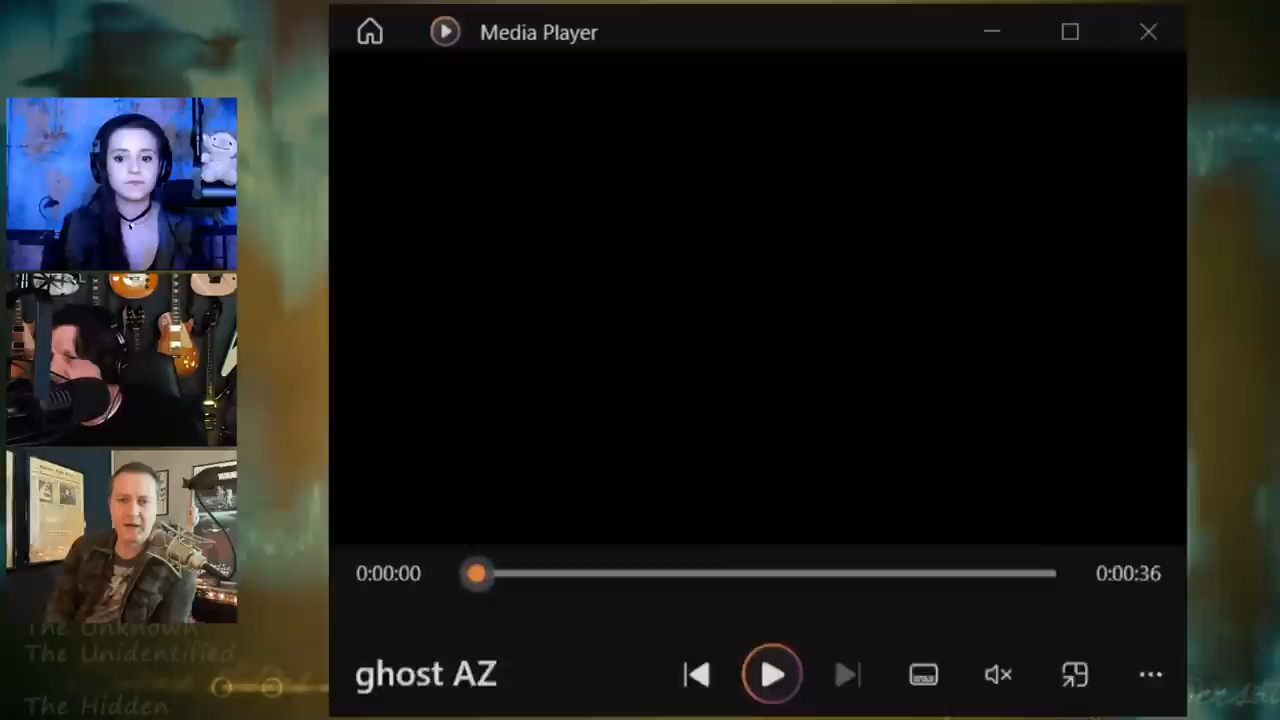 Media Player
0:00:00
0:00:36
ghost AZ
The Unknown
The Unidentified
The Hidden